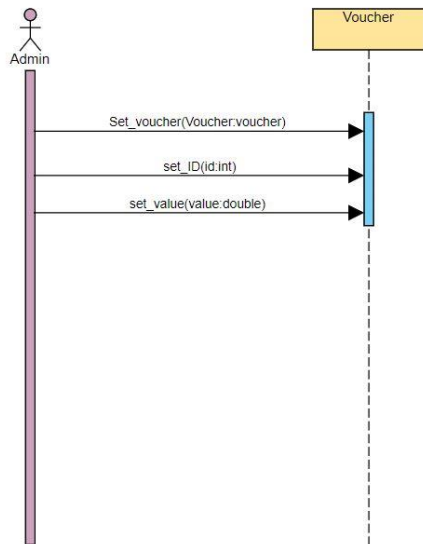 Voucher
Admin
Set_voucher(Voucher:voucher)
set_ID(id:int)
set_value(value:double)